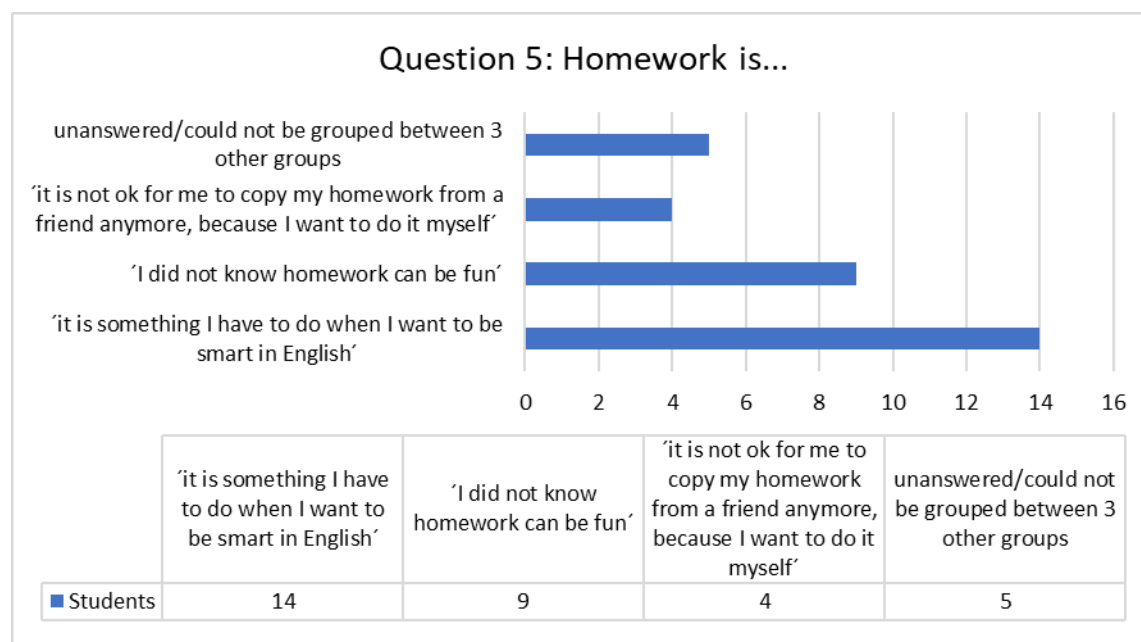 Question 5: Homework is...
unanswered/could not be grouped between 3
other groups
´it is not ok for me to copy my homework from a
friend anymore, because I want to do it myself´
´I did not know homework can be fun´
´it is something I have to do when I want to be
smart in English´
0 2 4 6 8 10 12 14 16
´it is something I have
to do when I want to
be smart in English´
´I did not know
homework can be fun´
´it is not ok for me to
copy my homework
from a friend anymore,
because I want to do it
myself´
unanswered/could not
be grouped between 3
other groups
Students 14 9 4 5